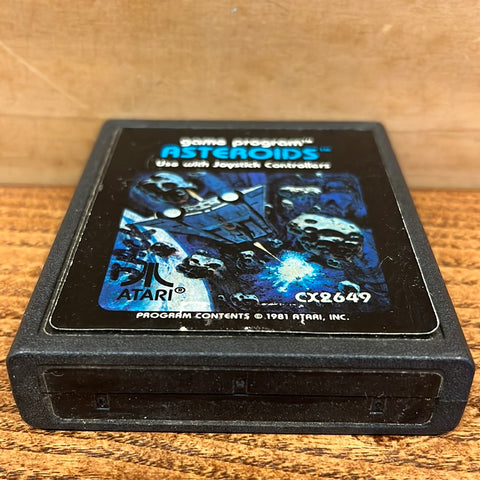 game program™
ASTEROIDS™
Use with Joystick Controllers
ATARI®
CX2649
PROGRAM CONTENTS © 1981 ATARI, INC.